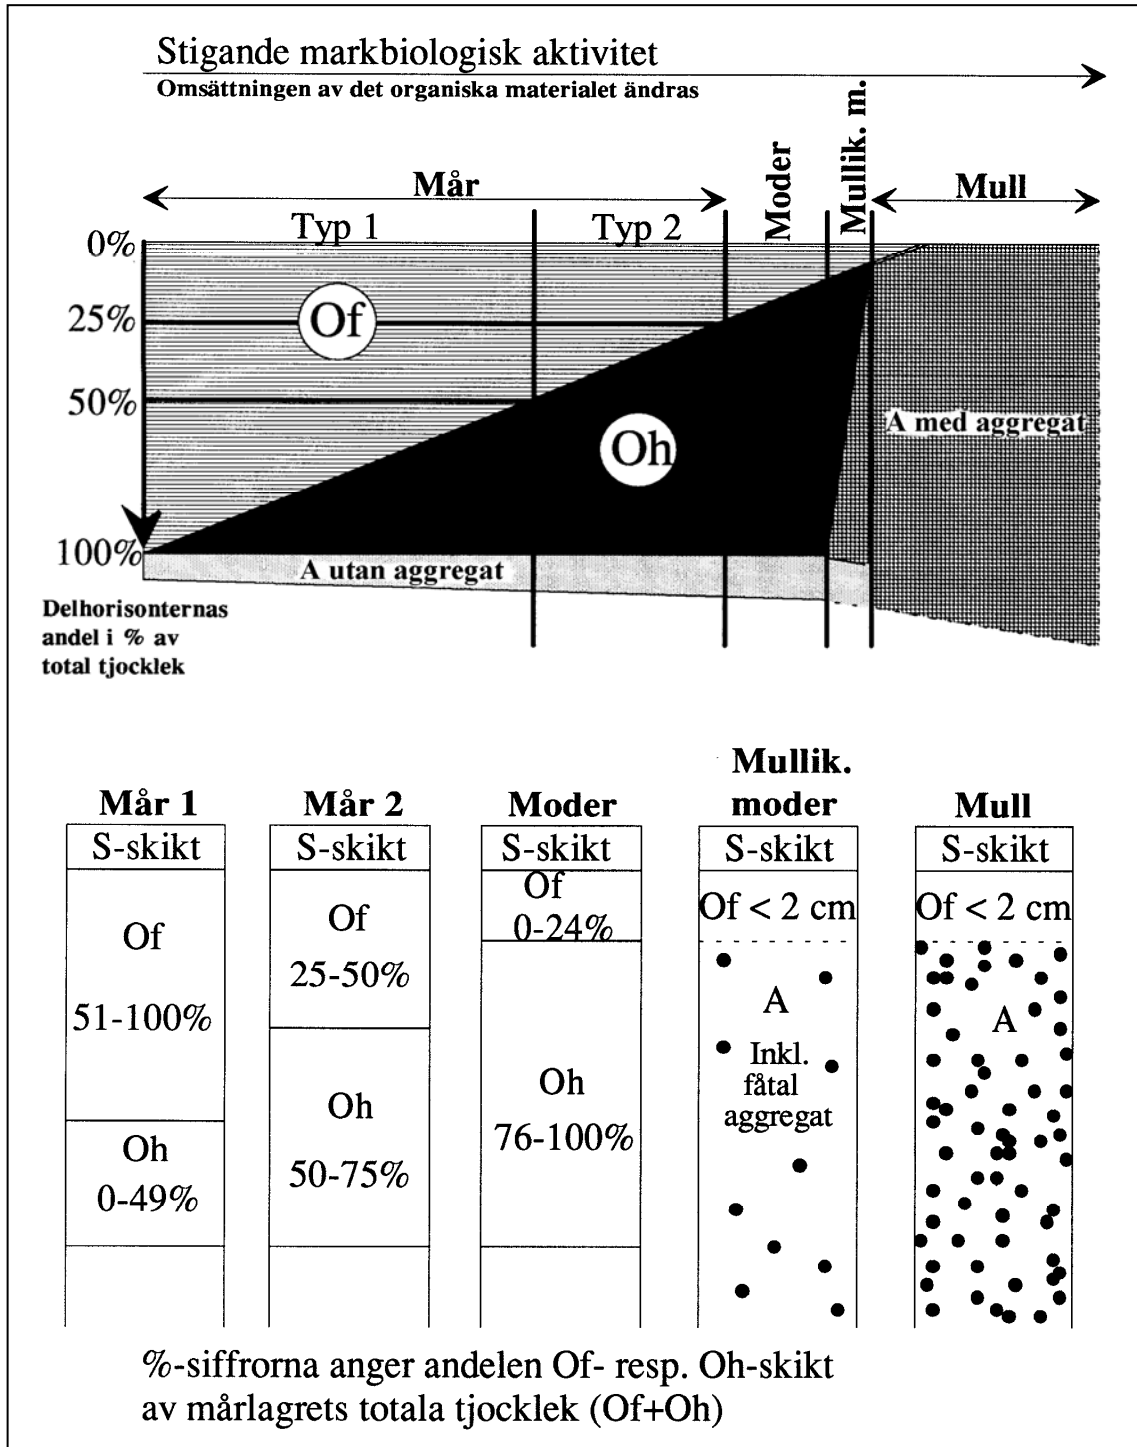 Stigande markbiologisk aktivitet
Omsättningen av det organiska materialet ändras
Mår
Moder
Mullik. m.
Mull
Typ 1
Typ 2
0%
25%
50%
100%
Of
Oh
A med aggregat
A utan aggregat
Delhorisonternas
andel i % av
total tjocklek
Mår 1
S-skikt
Of
51-100%
Oh
0-49%
Mår 2
S-skikt
Of
25-50%
Oh
50-75%
Moder
S-skikt
Of
0-24%
Oh
76-100%
Mullik.
moder
S-skikt
Of < 2 cm
A
Inkl.
fåtal
aggregat
Mull
S-skikt
Of < 2 cm
A
%-siffrorna anger andelen Of- resp. Oh-skikt
av mårlagrets totala tjocklek (Of+Oh)